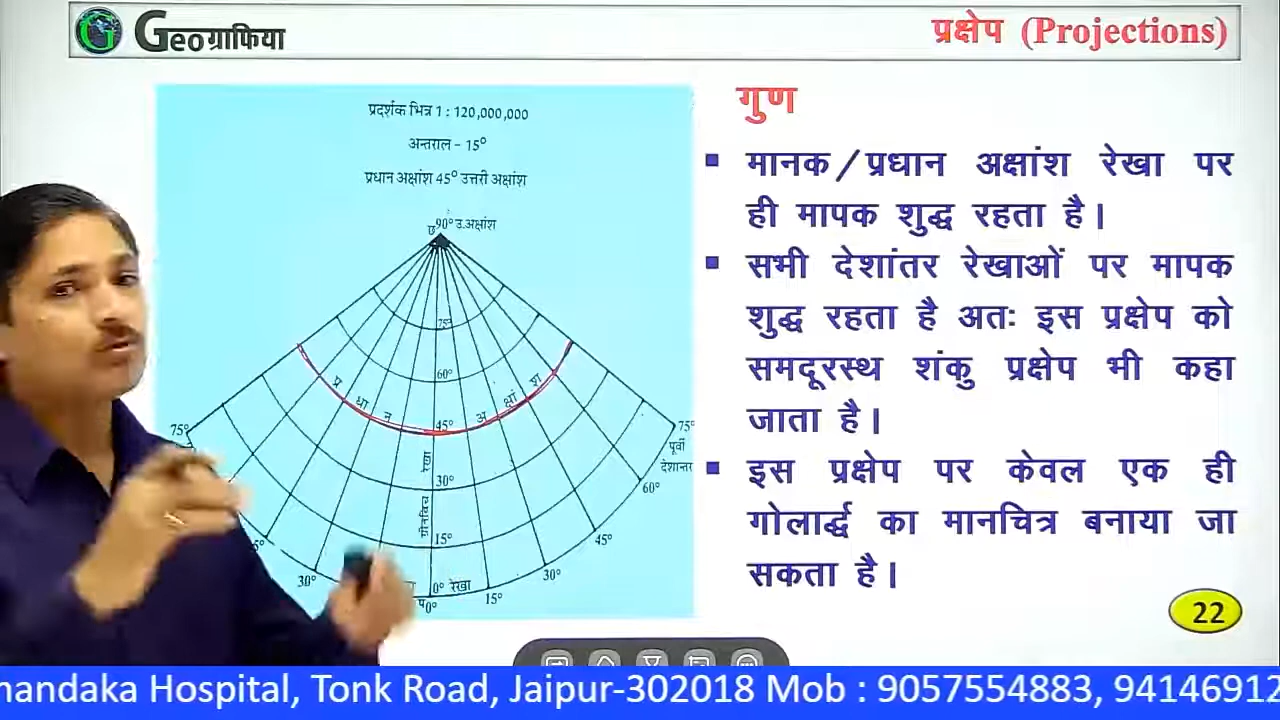 Geoग्राफिया
प्रक्षेप (Projections)
प्रदर्शक भिन्न 1 : 120,000,000
अन्तराल – 15°
प्रधान अक्षांश 45° उत्तरी अक्षांश
90° उ.अक्षांश
75°
60°
प्र धा न 45° अ क्षां श
75° 75°
पूर्वी
रेखा
देशान्तर
30° 60°
ग्रीनविच
15° 45°
30° 0° रेखा 30°
0° 15°
गुण
मानक/प्रधान अक्षांश रेखा पर
ही मापक शुद्ध रहता है।
सभी देशांतर रेखाओं पर मापक
शुद्ध रहता है अतः इस प्रक्षेप को
समदूरस्थ शंकु प्रक्षेप भी कहा
जाता है।
इस प्रक्षेप पर केवल एक ही
गोलार्द्ध का मानचित्र बनाया जा
सकता है।
22
Hospital, Tonk Road, Jaipur-302018 Mob : 9057554883,